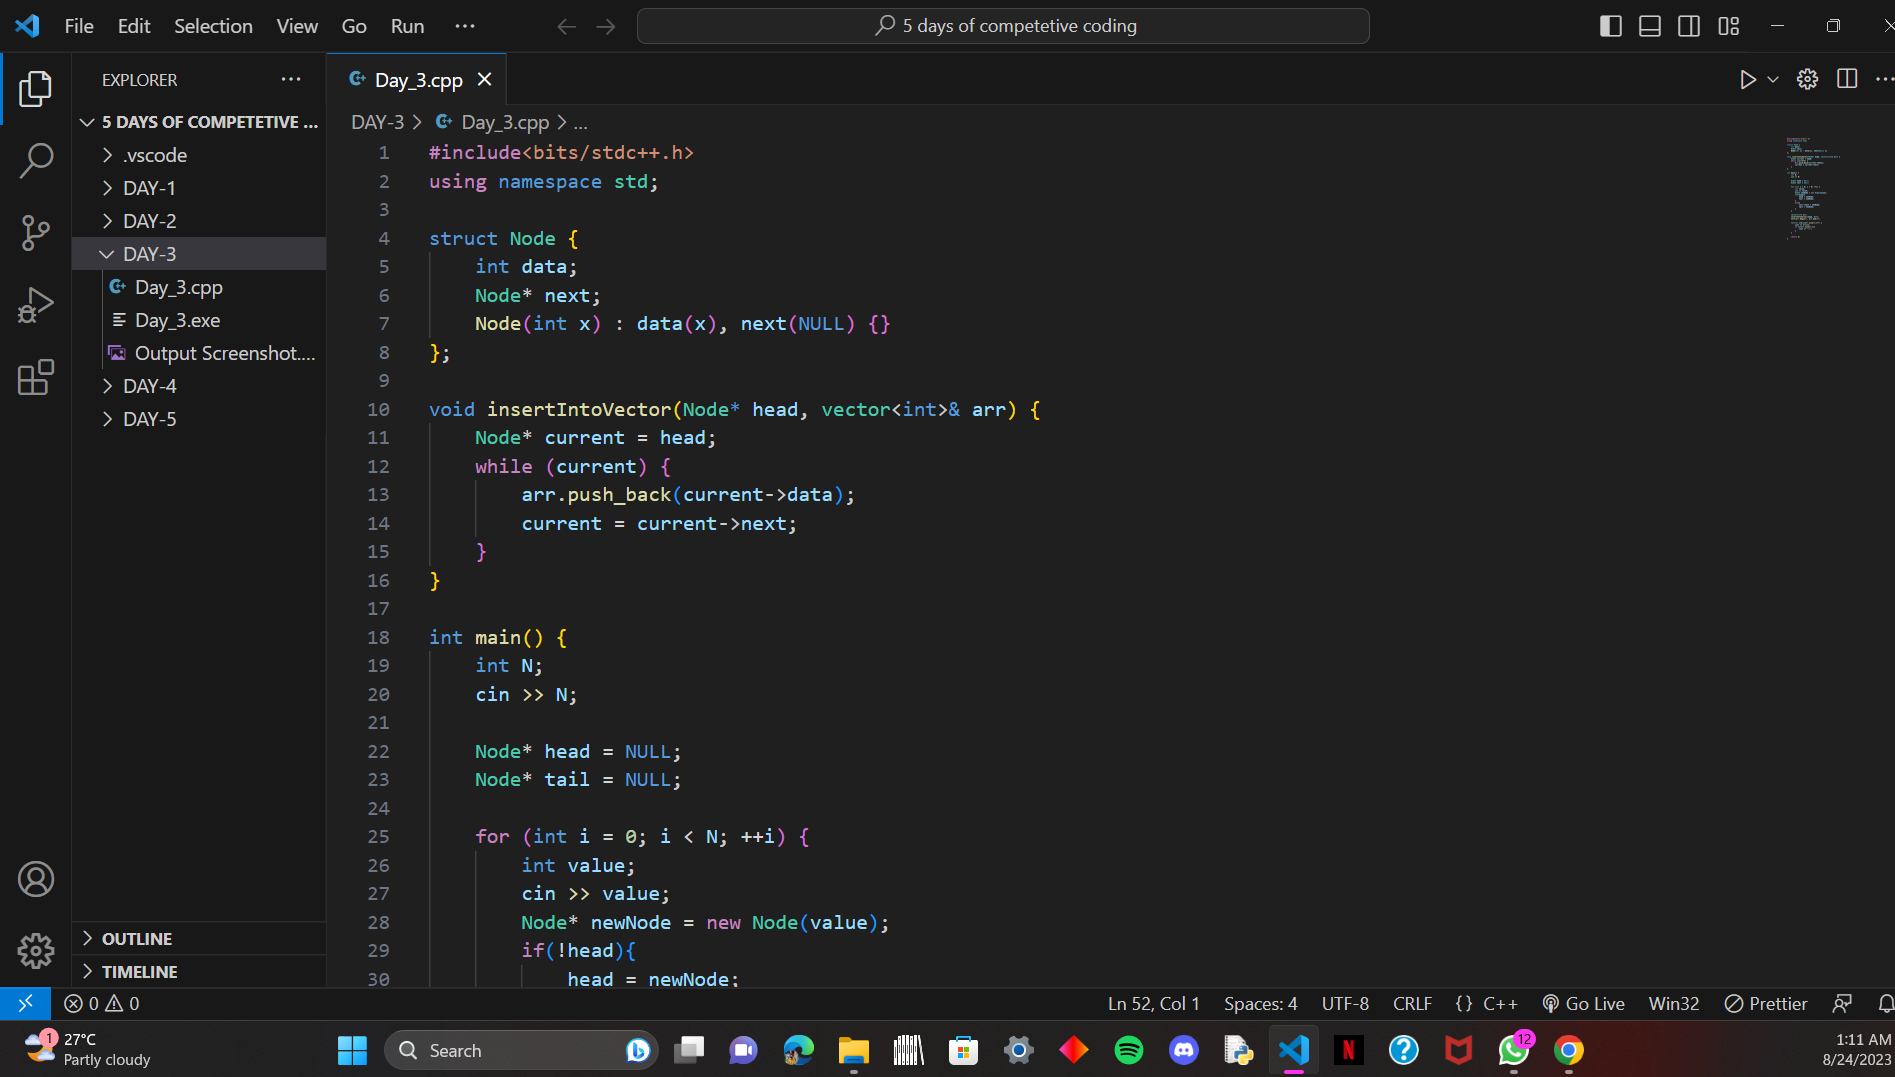 File Edit Selection View Go Run ···
5 days of competetive coding
EXPLORER ···
5 DAYS OF COMPETETIVE ...
.vscode
DAY-1
DAY-2
DAY-3
Day_3.cpp
Day_3.exe
Output Screenshot....
DAY-4
DAY-5
OUTLINE
TIMELINE
Day_3.cpp
DAY-3 > Day_3.cpp > ...
1 #include<bits/stdc++.h>
2 using namespace std;
3
4 struct Node {
5     int data;
6     Node* next;
7     Node(int x) : data(x), next(NULL) {}
8 };
9
10 void insertIntoVector(Node* head, vector<int>& arr) {
11     Node* current = head;
12     while (current) {
13         arr.push_back(current->data);
14         current = current->next;
15     }
16 }
17
18 int main() {
19     int N;
20     cin >> N;
21
22     Node* head = NULL;
23     Node* tail = NULL;
24
25     for (int i = 0; i < N; ++i) {
26         int value;
27         cin >> value;
28         Node* newNode = new Node(value);
29         if(!head){
30             head = newNode;
0 0 Ln 52, Col 1 Spaces: 4 UTF-8 CRLF {} C++ Go Live Win32 Prettier
1 27°C
Partly cloudy
Search
N
12
1:11 AM
8/24/2023